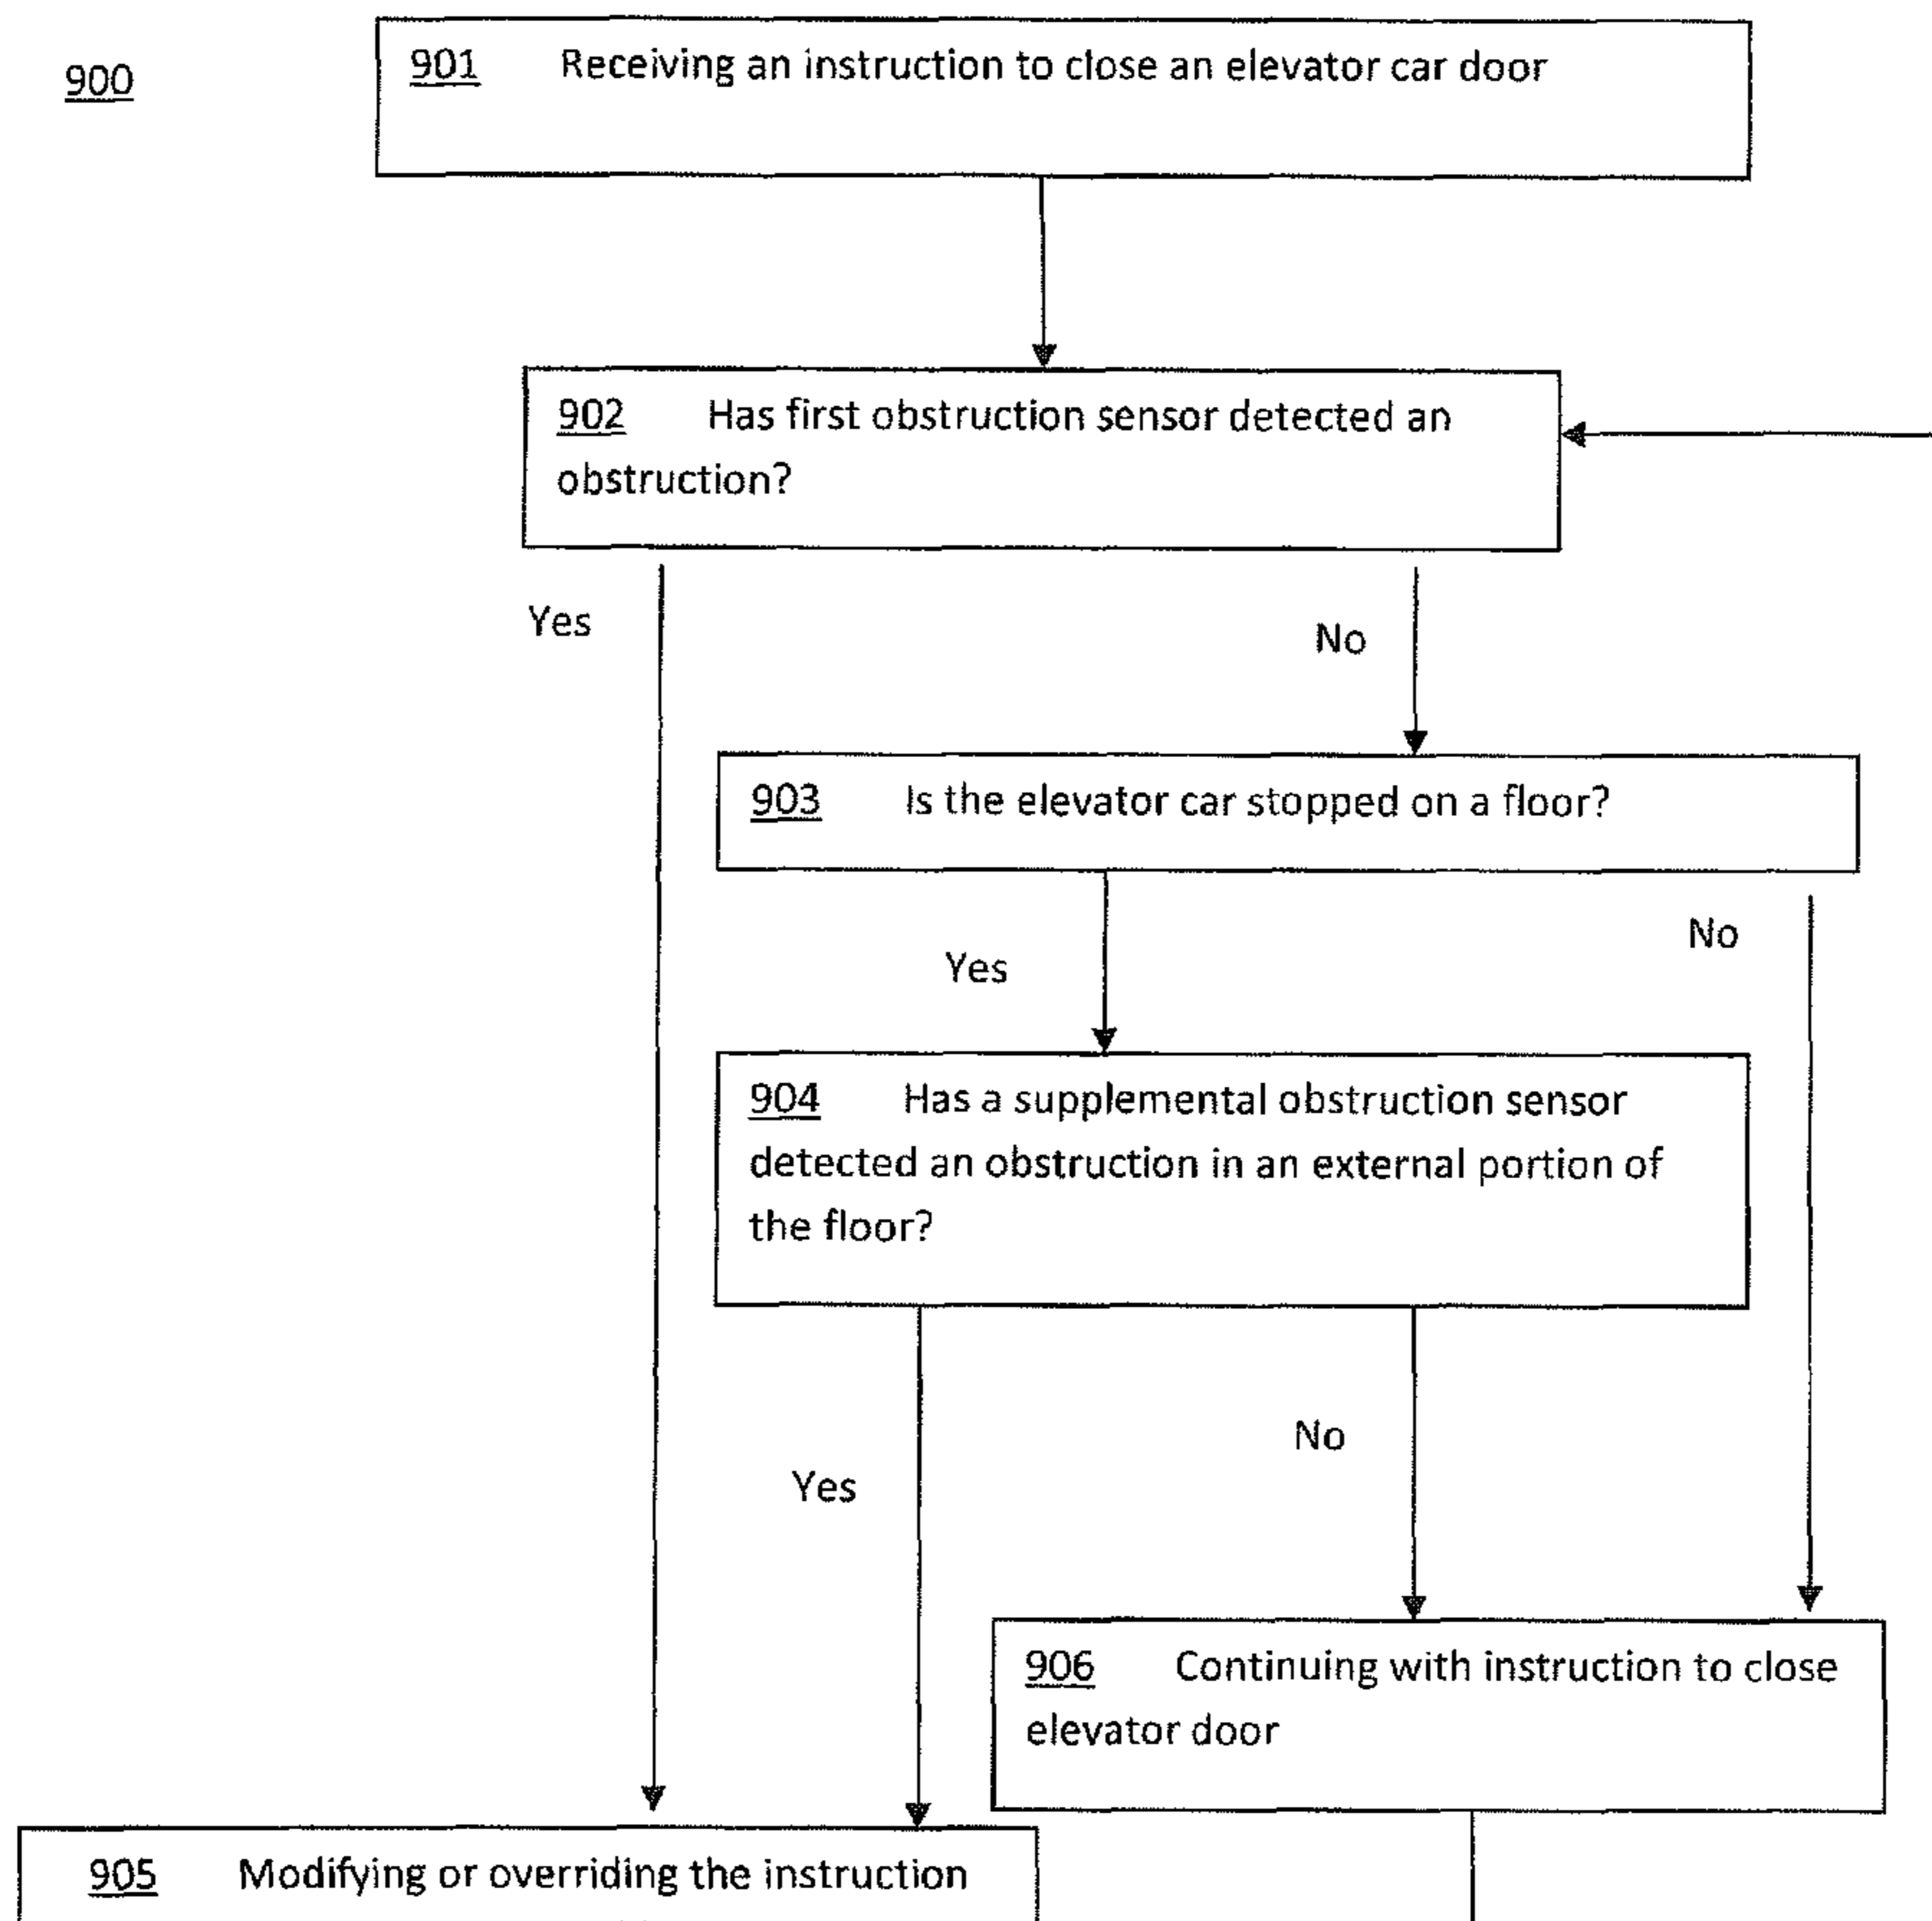 900
901 Receiving an instruction to close an elevator car door
902 Has first obstruction sensor detected an
obstruction?
Yes
No
903 Is the elevator car stopped on a floor?
No
Yes
904 Has a supplemental obstruction sensor
detected an obstruction in an external portion of
the floor?
No
Yes
906 Continuing with instruction to close
elevator door
905 Modifying or overriding the instruction